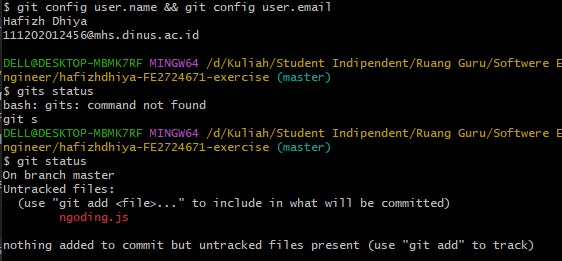 $ git config user.name && git config user.email
Hafizh Dhiya
111202012456@mhs.dinus.ac.id
DELL@DESKTOP-MBMK7RF MINGW64 /d/Kuliah/Student Indipendent/Ruang Guru/Softwere E
ngineer/hafizhdhiya-FE2724671-exercise (master)
$ gits status
bash: gits: command not found
git s
DELL@DESKTOP-MBMK7RF MINGW64 /d/Kuliah/Student Indipendent/Ruang Guru/Softwere E
ngineer/hafizhdhiya-FE2724671-exercise (master)
$ git status
On branch master
Untracked files:
  (use "git add <file>..." to include in what will be committed)
        ngoding.js
nothing added to commit but untracked files present (use "git add" to track)